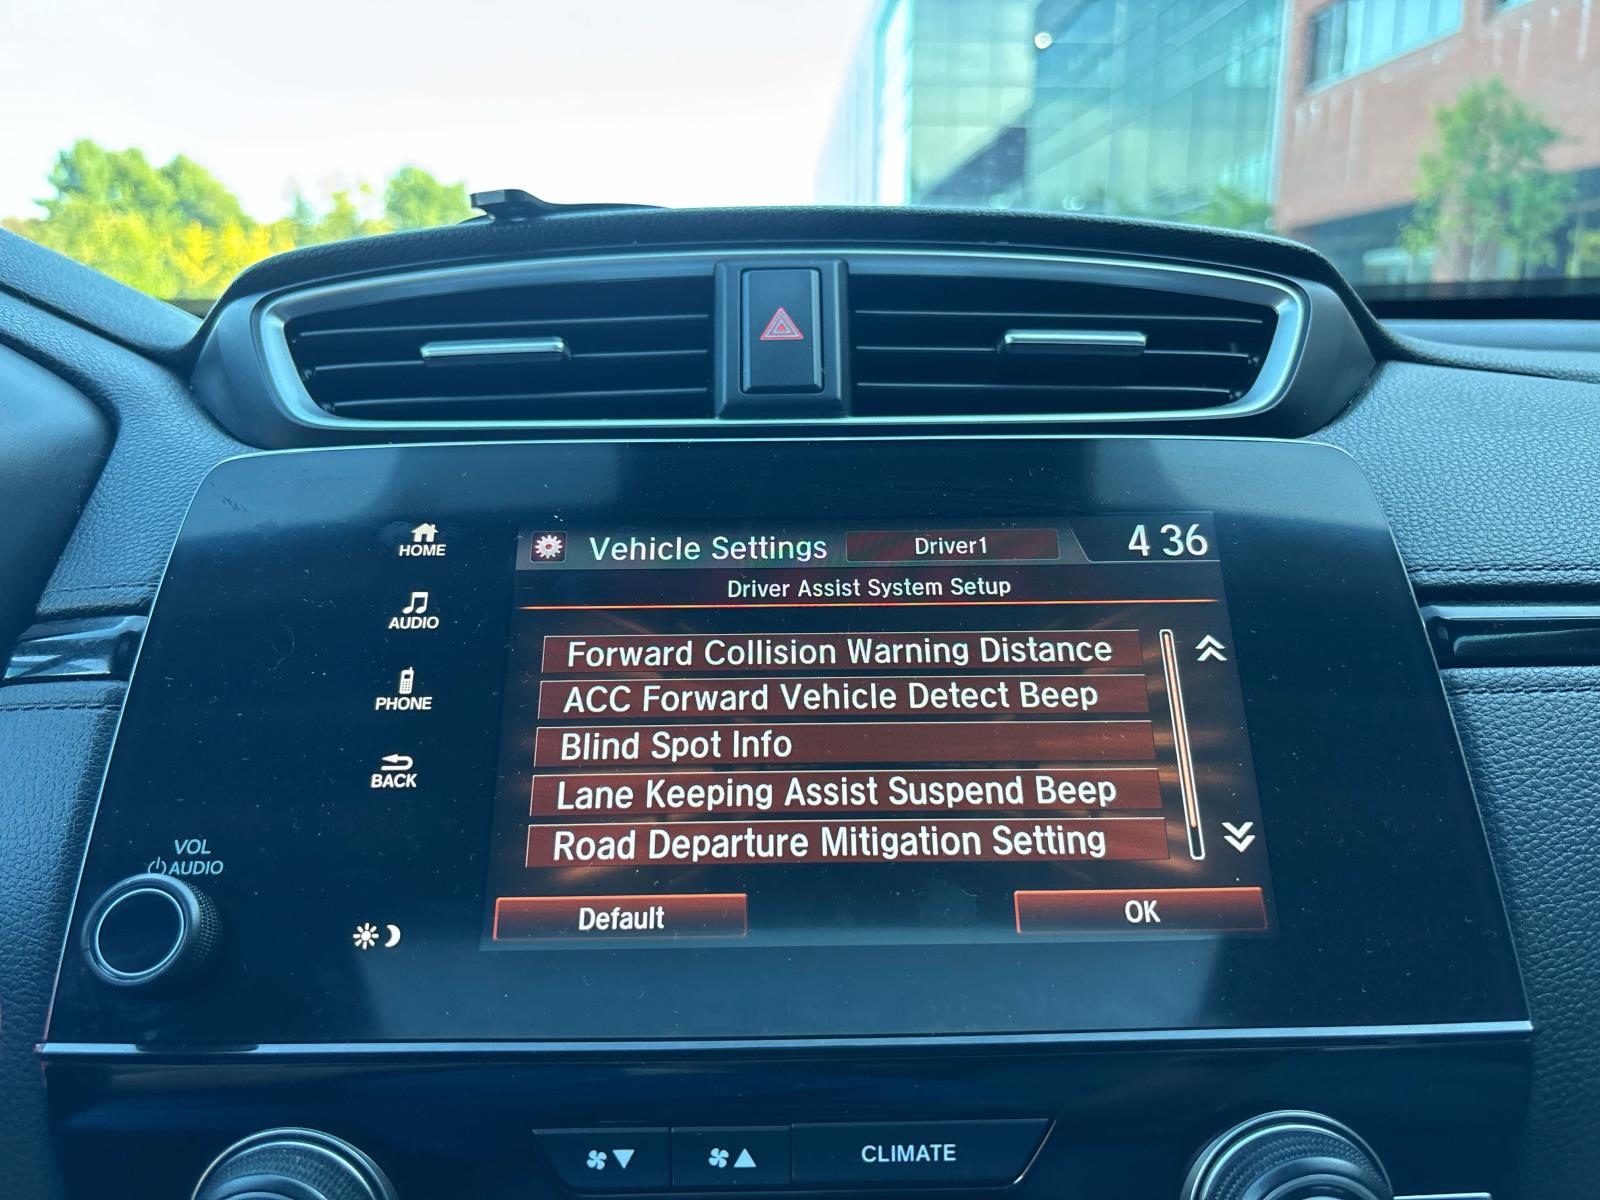 HOME
AUDIO
PHONE
BACK
VOL
AUDIO
Vehicle Settings
Driver1
4 36
Driver Assist System Setup
Forward Collision Warning Distance
ACC Forward Vehicle Detect Beep
Blind Spot Info
Lane Keeping Assist Suspend Beep
Road Departure Mitigation Setting
Default
OK
CLIMATE